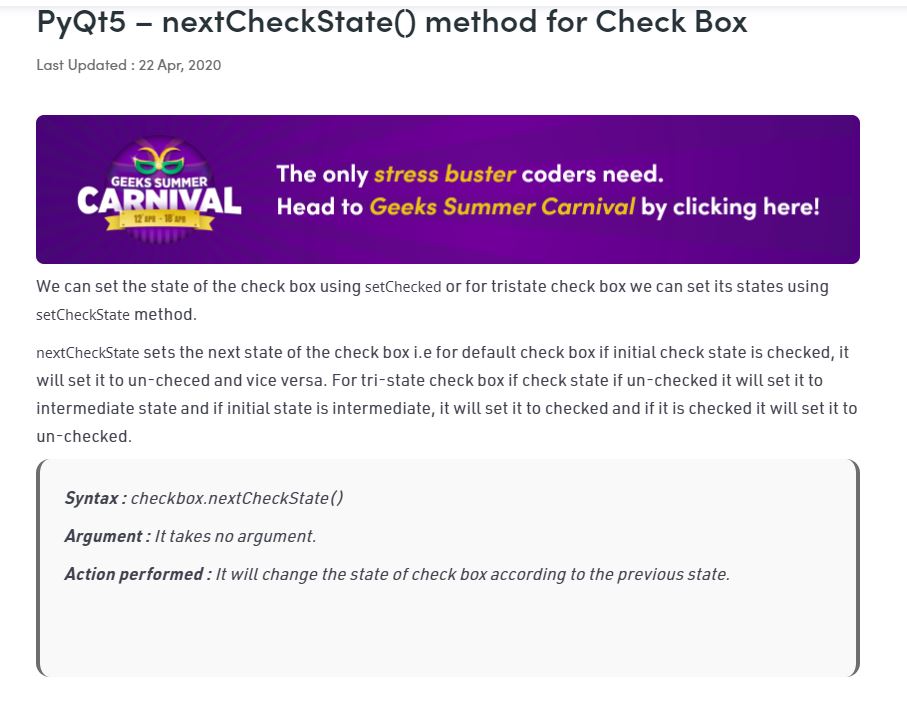 PyQt5 – nextCheckState() method for Check Box
Last Updated : 22 Apr, 2020
GEEKS SUMMER
CARNIVAL
12 APR - 18 APR
The only stress buster coders need.
Head to Geeks Summer Carnival by clicking here!
We can set the state of the check box using setChecked or for tristate check box we can set its states using
setCheckState method.
nextCheckState sets the next state of the check box i.e for default check box if initial check state is checked, it
will set it to un-checed and vice versa. For tri-state check box if check state if un-checked it will set it to
intermediate state and if initial state is intermediate, it will set it to checked and if it is checked it will set it to
un-checked.
Syntax : checkbox.nextCheckState()
Argument : It takes no argument.
Action performed : It will change the state of check box according to the previous state.